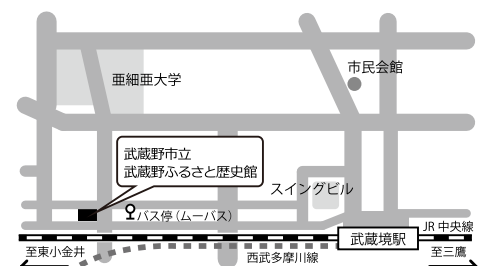 市民会館
亜細亜大学
武蔵野市立
武蔵野ふるさと歴史館
スイングビル
バス停（ムーバス）
JR 中央線
武蔵境駅
至東小金井
西武多摩川線
至三鷹